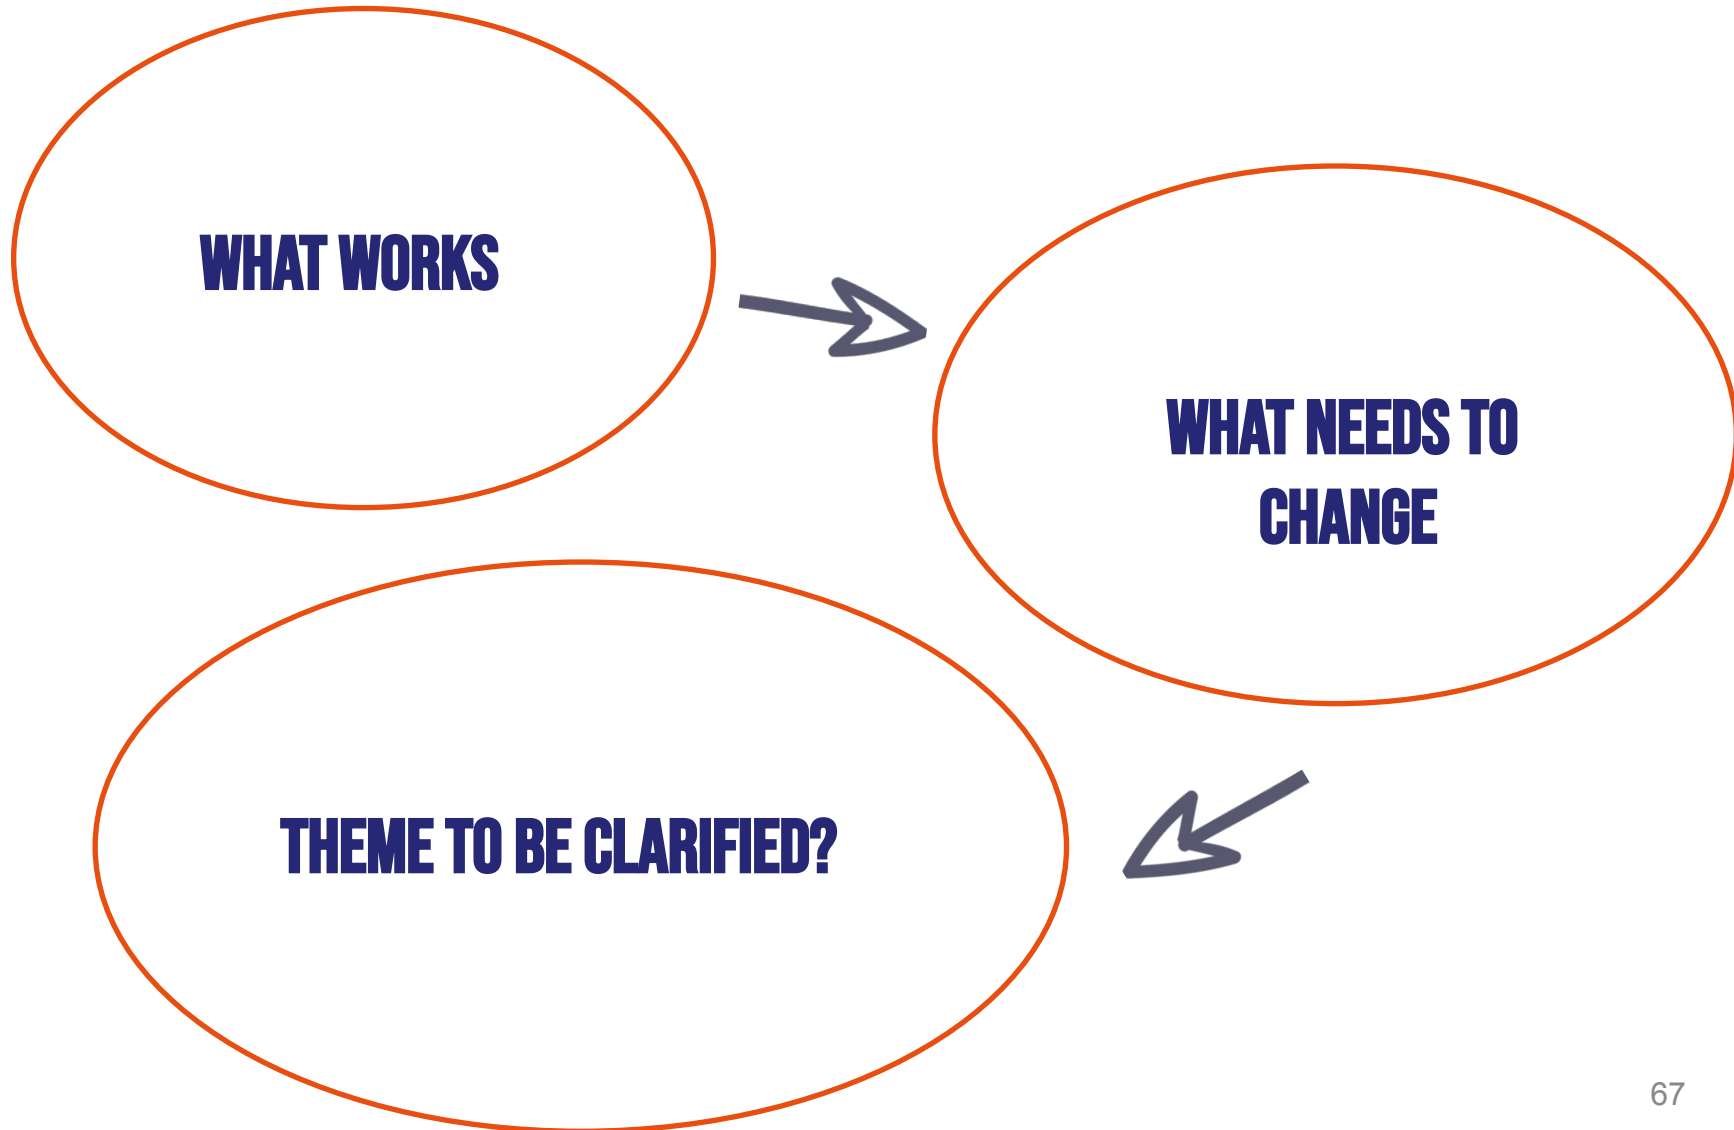 WHAT WORKS
WHAT NEEDS TO
CHANGE
THEME TO BE CLARIFIED?
67